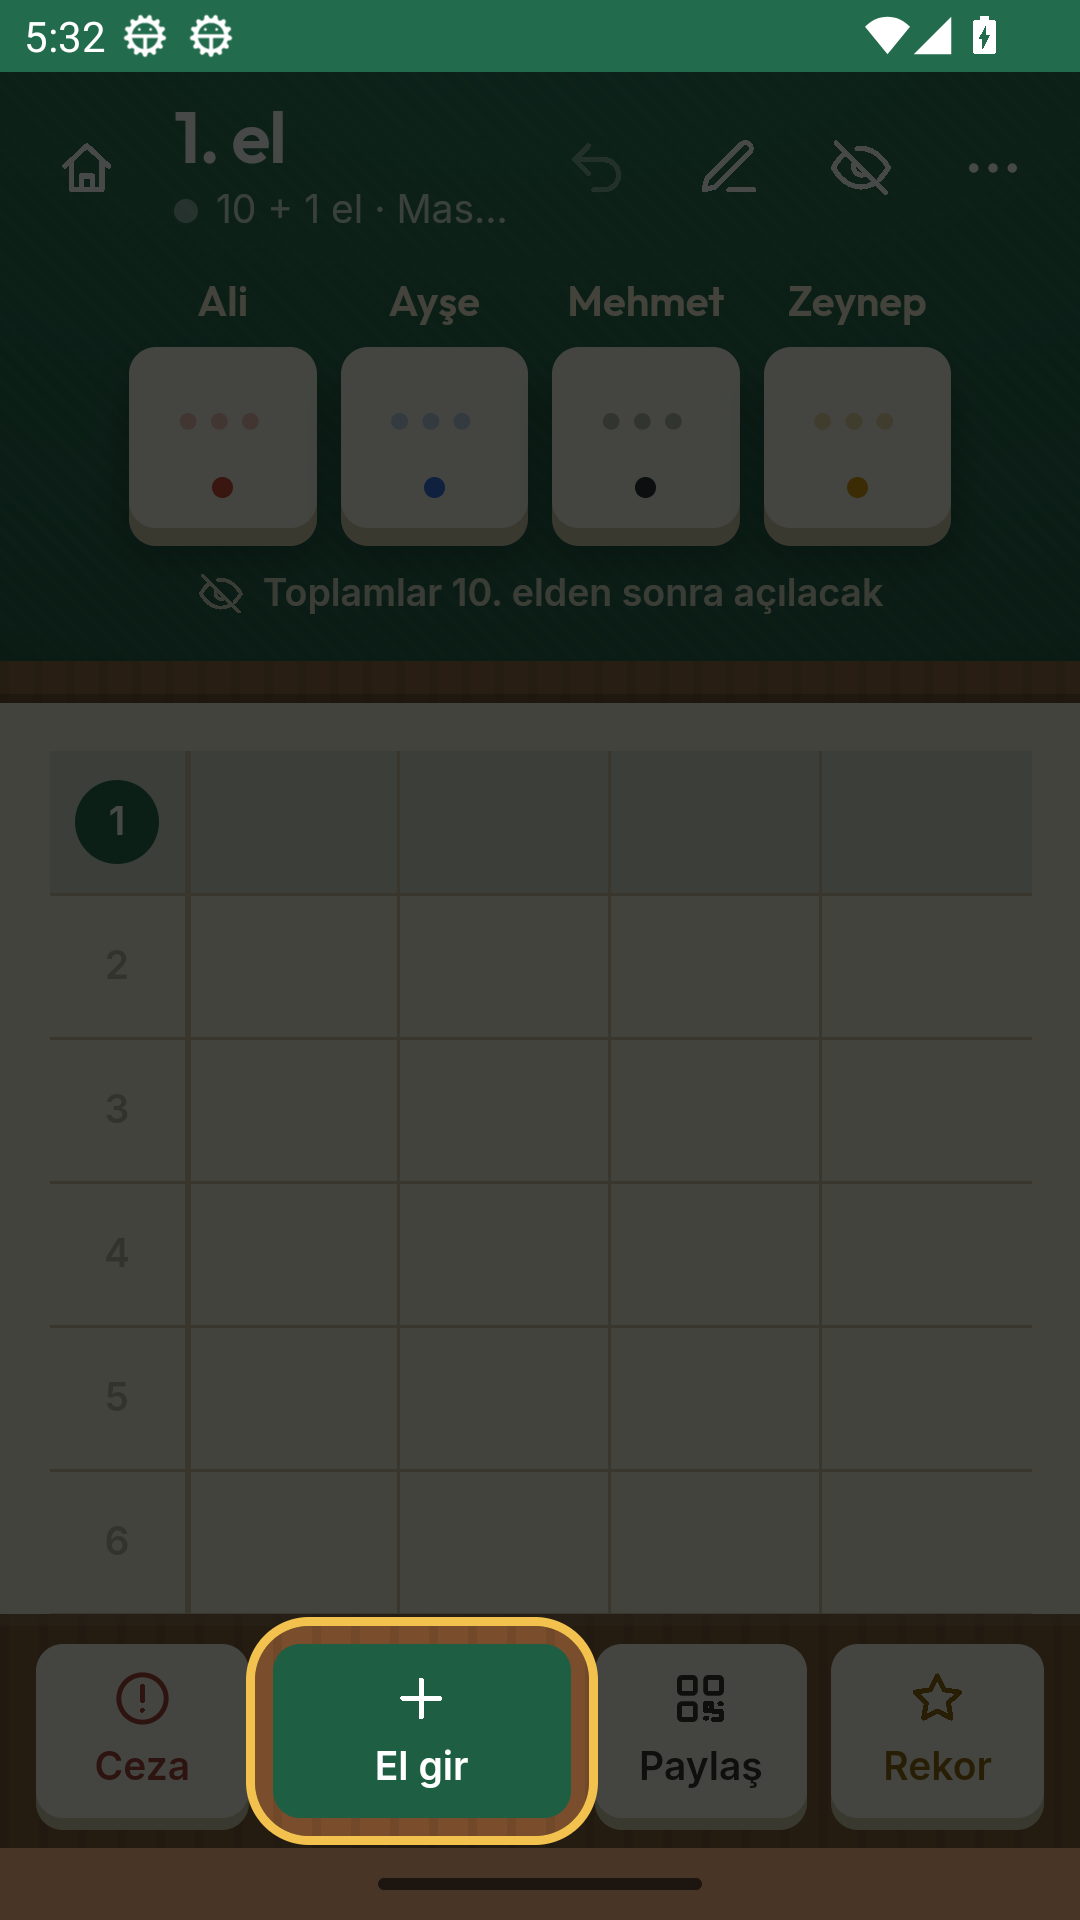 5:32
1. el
10 + 1 el · Mas...
Ali
Ayşe
Mehmet
Zeynep
Toplamlar 10. elden sonra açılacak
1
2
3
4
5
6
Ceza
El gir
Paylaş
Rekor